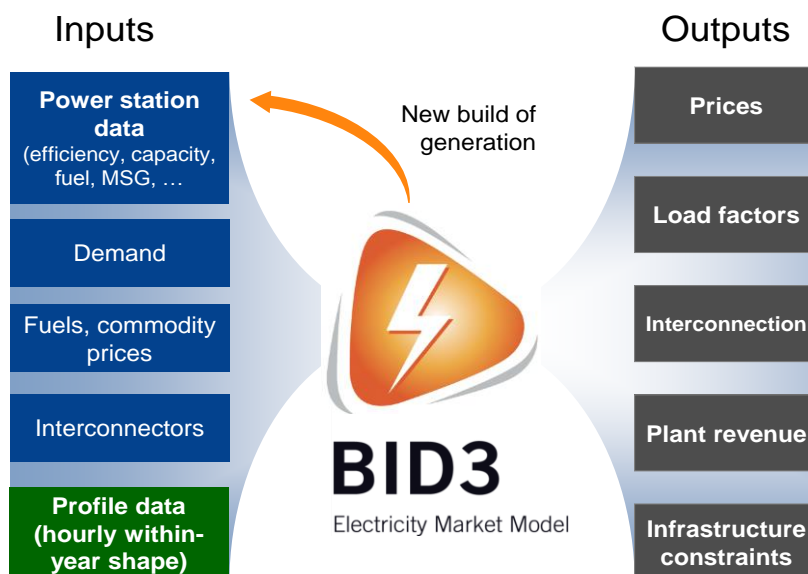 Inputs
Power station
data
(efficiency, capacity,
fuel, MSG, …
Demand
Fuels, commodity
prices
Interconnectors
Profile data
(hourly within-
year shape)
New build of
generation
BID3
Electricity Market Model
Outputs
Prices
Load factors
Interconnection
Plant revenue
Infrastructure
constraints